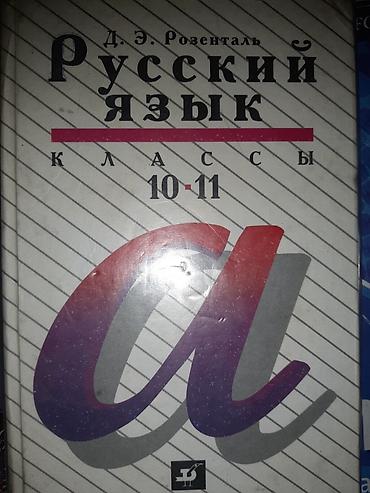 Д. Э. Розенталь
Русский
язык
КЛАССЫ
10·11
а